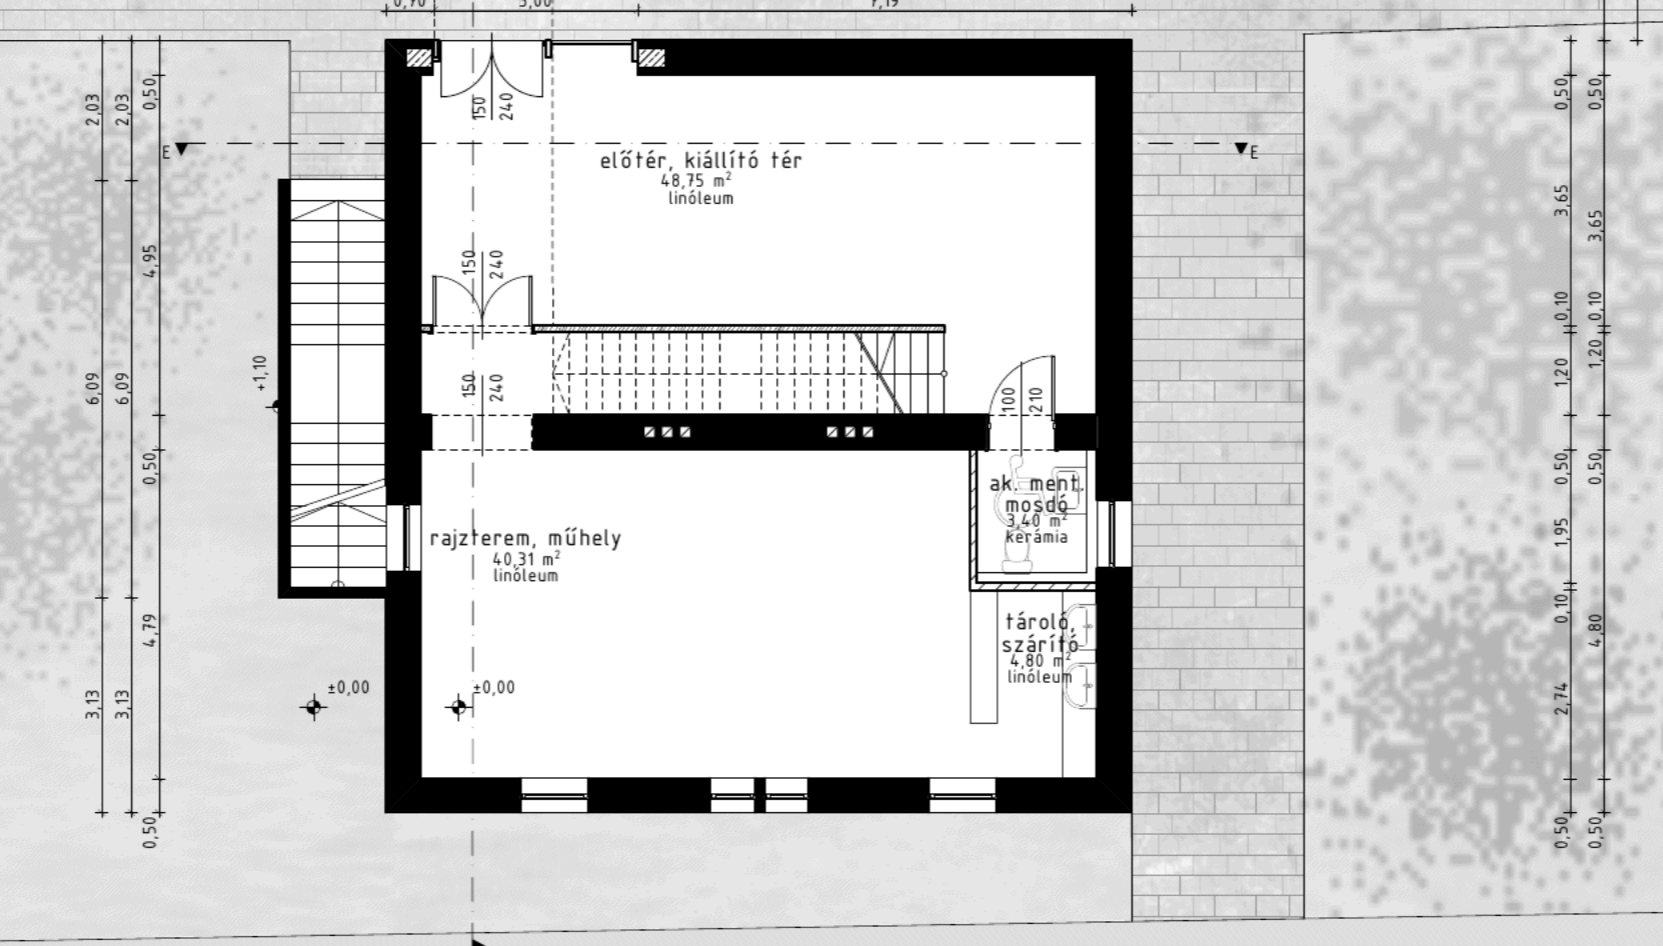 0,90 3,00 7,19
2,03
2,03
0,50
0,50
0,50
150
240
E
E
előtér, kiállító tér
48,75 m²
linóleum
4,95
3,65
3,65
150
240
0,10
0,10
+1,10
6,09
6,09
150
240
100
210
1,20
1,20
0,50
0,50
0,50
ak. ment.
mosdó
3,40 m²
kerámia
rajzterem, műhely
40,31 m²
linóleum
1,95
0,10
tároló,
szárító
4,80 m²
linóleum
4,79
4,80
±0,00
±0,00
3,13
3,13
2,74
0,50
0,50
0,50